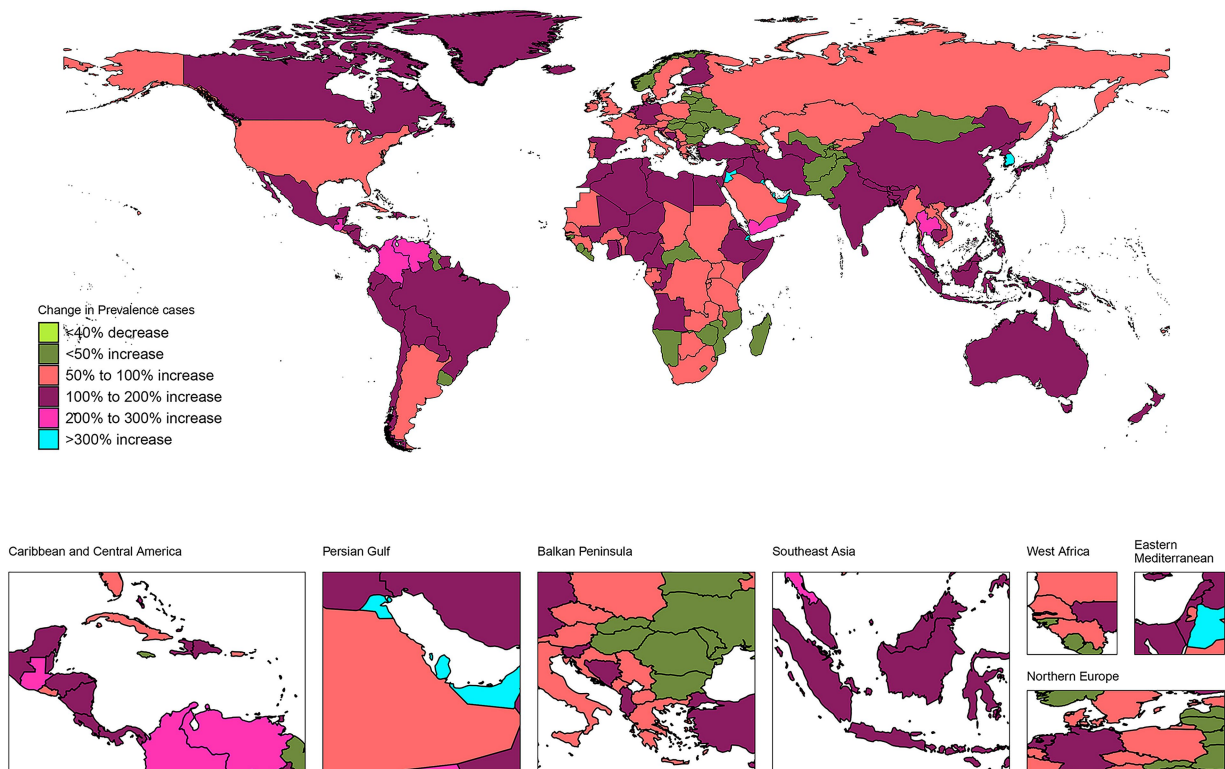 Change in Prevalence cases
<40% decrease
<50% increase
50% to 100% increase
100% to 200% increase
200% to 300% increase
>300% increase
Caribbean and Central America
Persian Gulf
Balkan Peninsula
Southeast Asia
West Africa
Eastern
Mediterranean
Northern Europe